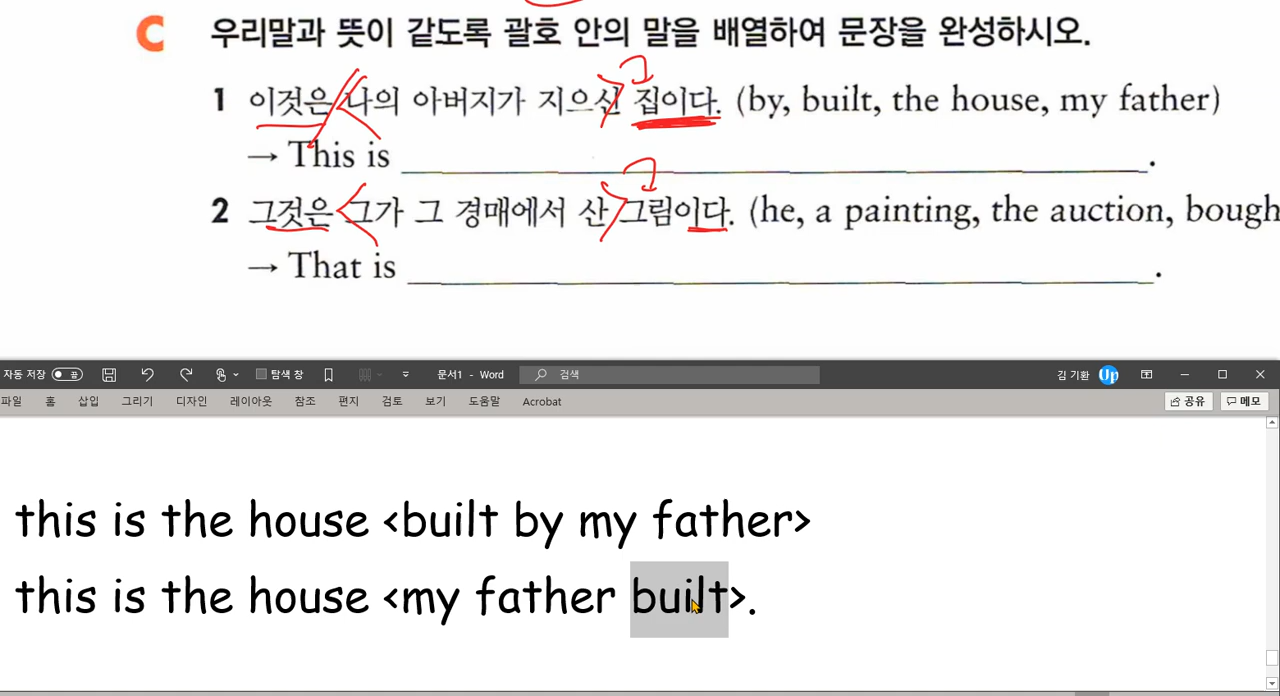 C 우리말과 뜻이 같도록 괄호 안의 말을 배열하여 문장을 완성하시오.
1 이것은 나의 아버지가 지으신 집이다. (by, built, the house, my father)
→ This is ______.
2 그것은 그가 그 경매에서 산 그림이다. (he, a painting, the auction, bough
→ That is ______.
자동 저장 끔 탐색 창 문서1 - Word 검색 김 기환 Up
파일 홈 삽입 그리기 디자인 레이아웃 참조 편지 검토 보기 도움말 Acrobat 공유 메모
this is the house <built by my father>
this is the house <my father built>.